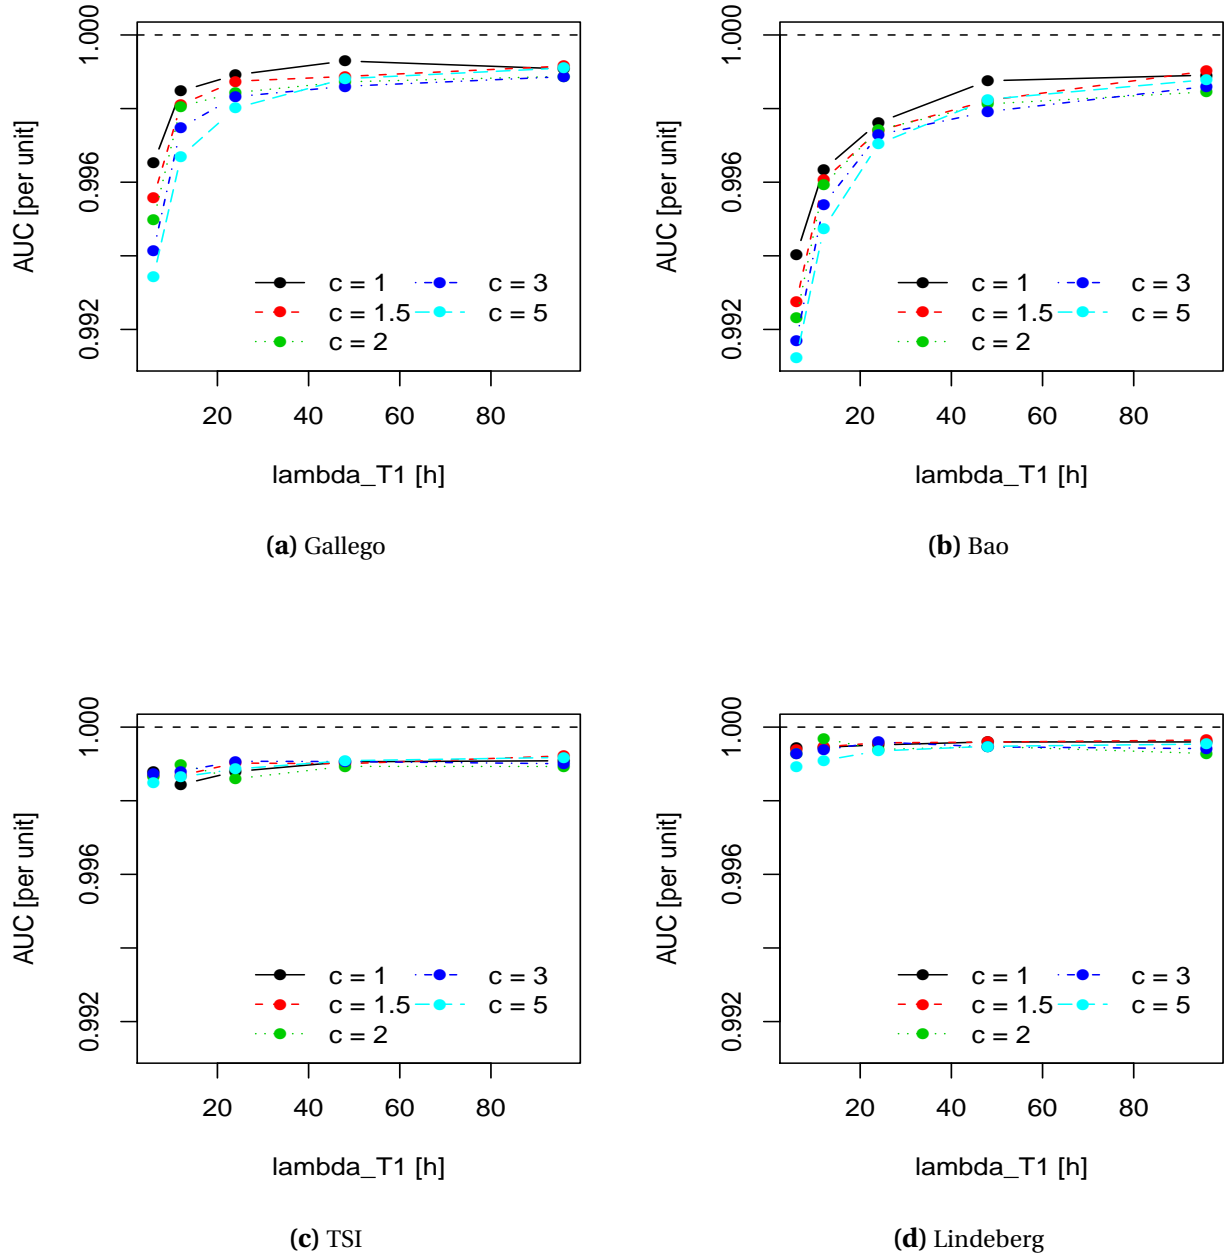 1.000
0.996
0.992
AUC [per unit]
c = 1
c = 1.5
c = 2
c = 3
c = 5
20 40 60 80
lambda_T1 [h]
(a) Gallego
1.000
0.996
0.992
AUC [per unit]
c = 1
c = 1.5
c = 2
c = 3
c = 5
20 40 60 80
lambda_T1 [h]
(b) Bao
1.000
0.996
0.992
AUC [per unit]
c = 1
c = 1.5
c = 2
c = 3
c = 5
20 40 60 80
lambda_T1 [h]
(c) TSI
1.000
0.996
0.992
AUC [per unit]
c = 1
c = 1.5
c = 2
c = 3
c = 5
20 40 60 80
lambda_T1 [h]
(d) Lindeberg